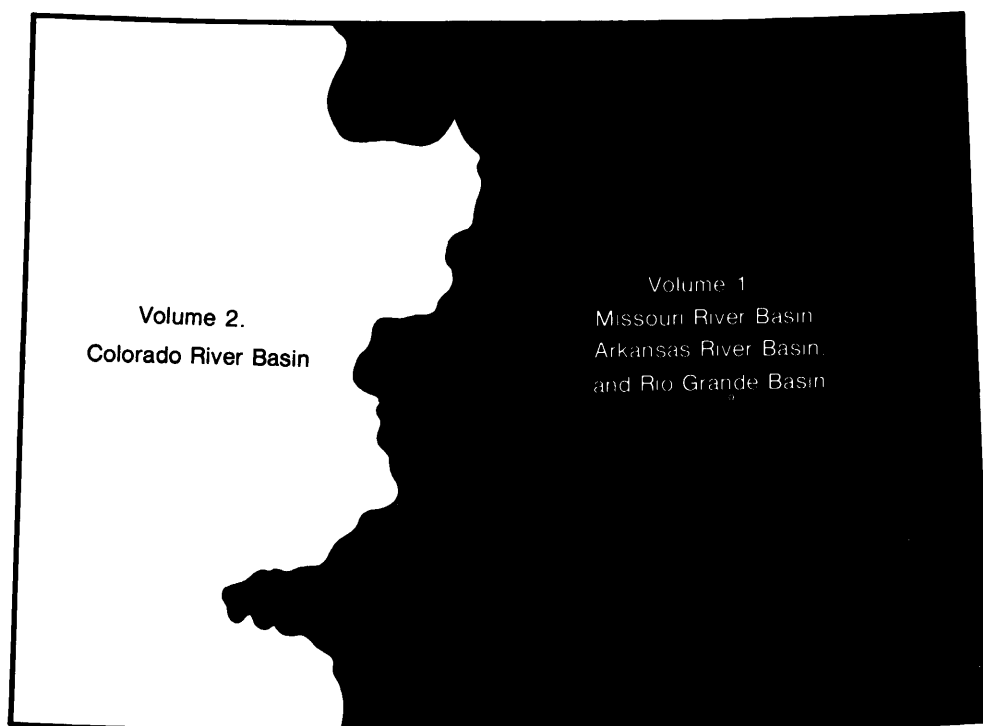 Volume 2.
Colorado River Basin
Volume 1
Missouri River Basin
Arkansas River Basin,
and Rio Grande Basin